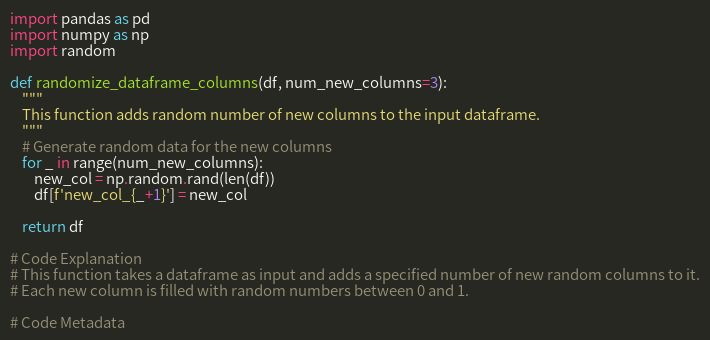 import pandas as pd
import numpy as np
import random
def randomize_dataframe_columns(df, num_new_columns=3):
"""
This function adds random number of new columns to the input dataframe.
"""
# Generate random data for the new columns
for _ in range(num_new_columns):
new_col = np.random.rand(len(df))
df[f'new_col_{_+1}'] = new_col
return df
# Code Explanation
# This function takes a dataframe as input and adds a specified number of new random columns to it.
# Each new column is filled with random numbers between 0 and 1.
# Code Metadata